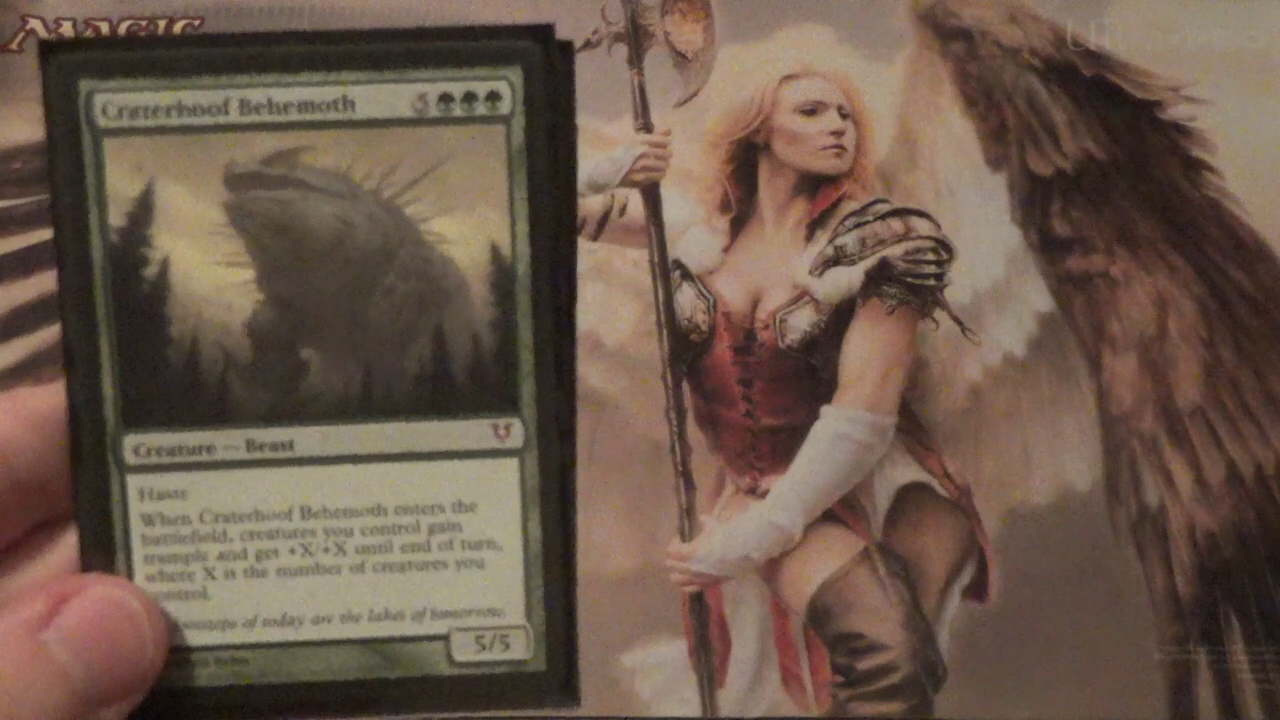 MAGIC
Craterhoof Behemoth 5
Creature — Beast
Haste
When Craterhoof Behemoth enters the
battlefield, creatures you control gain
trample and get +X/+X until end of turn,
where X is the number of creatures you
control.
footsteps of today are the lakes of tomorrow.
5/5